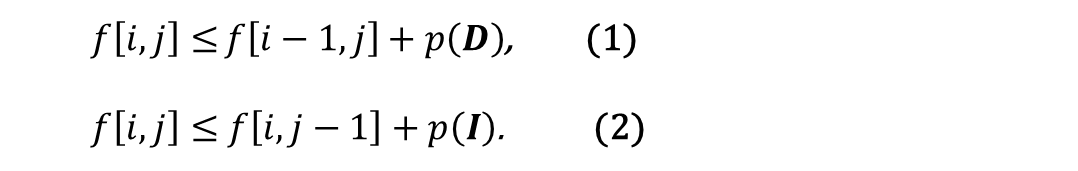 f[i,j] ≤ f[i − 1,j] + p(D), (1)
f[i,j] ≤ f[i,j − 1] + p(I). (2)